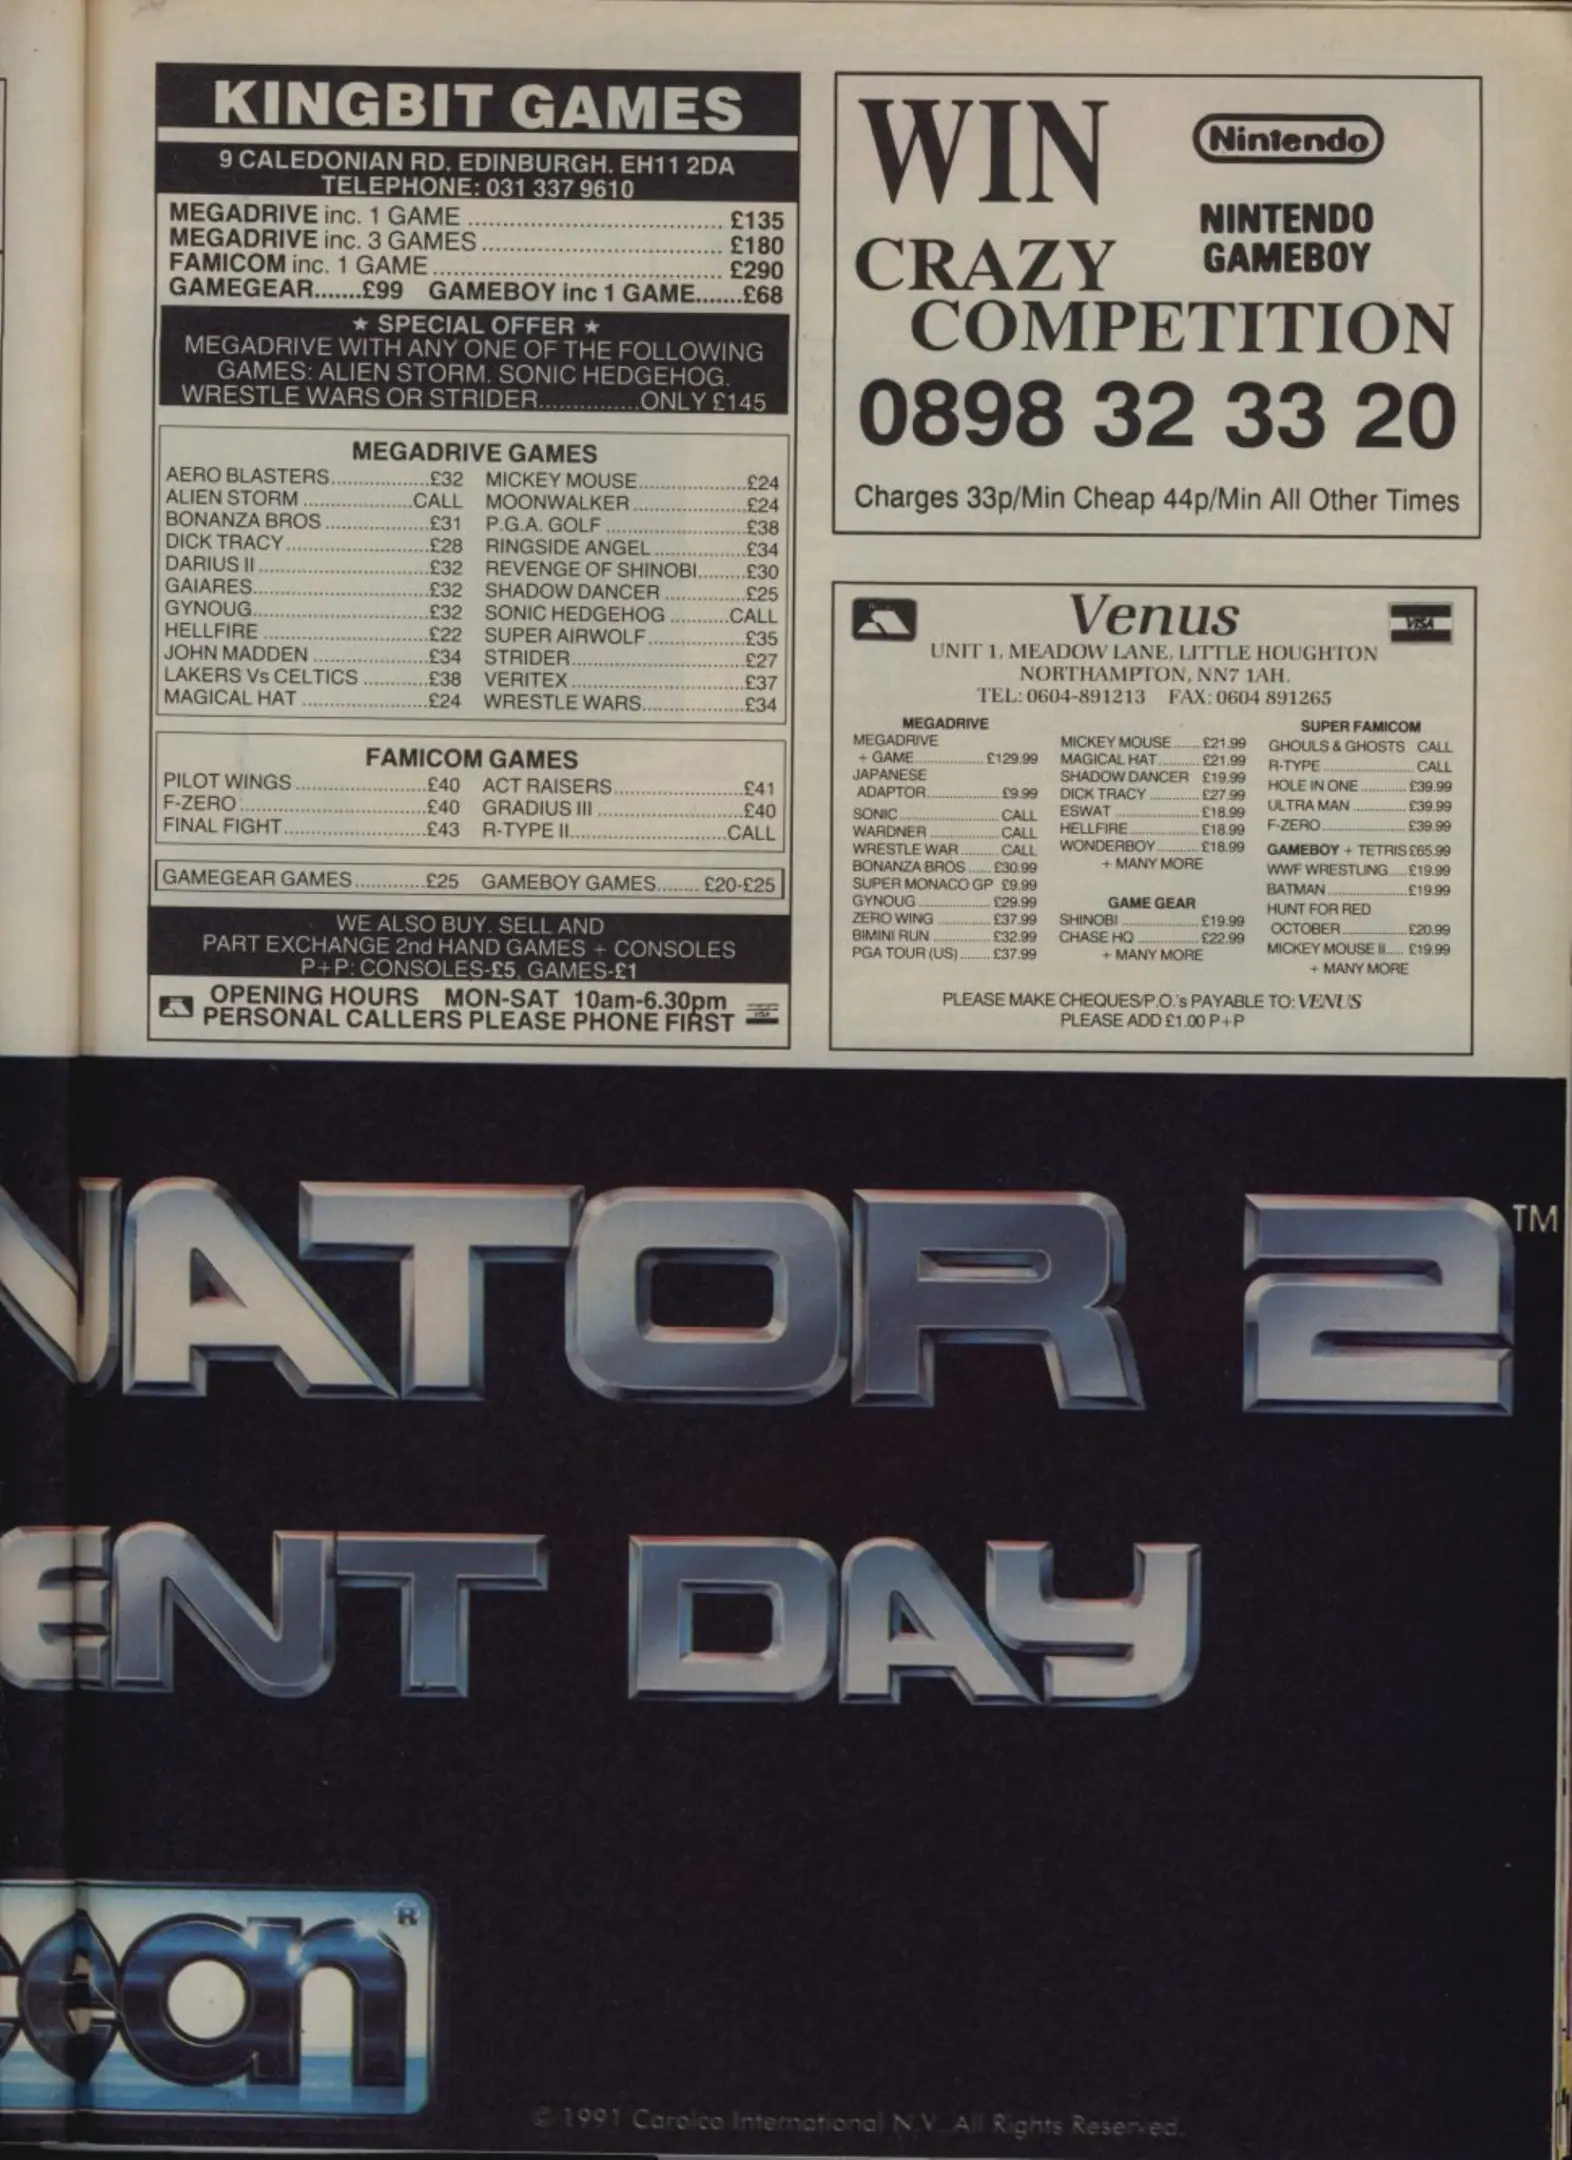 KINGBIT GAMES
9 CALEDONIAN RD. EDINBURGH. EH11 2DA
TELEPHONE: 031 337 9610
MEGADRIVE inc. 1 GAME ........ £135
MEGADRIVE inc. 3 GAMES ........ £180
FAMICOM inc. 1 GAME ........ £290
GAMEGEAR.......£99 GAMEBOY inc 1 GAME.......£68
★ SPECIAL OFFER ★
MEGADRIVE WITH ANY ONE OF THE FOLLOWING
GAMES: ALIEN STORM. SONIC HEDGEHOG.
WRESTLE WARS OR STRIDER...............ONLY £145
MEGADRIVE GAMES
AERO BLASTERS........£32
ALIEN STORM ........CALL
BONANZA BROS ........£31
DICK TRACY........£28
DARIUS II ........£32
GAIARES........£32
GYNOUG........£32
HELLFIRE ........£22
JOHN MADDEN ........£34
LAKERS Vs CELTICS ........£38
MAGICAL HAT ........£24
MICKEY MOUSE........£24
MOONWALKER ........£24
P.G.A. GOLF ........£38
RINGSIDE ANGEL ........£34
REVENGE OF SHINOBI........£30
SHADOW DANCER ........£25
SONIC HEDGEHOG ........CALL
SUPER AIRWOLF........£35
STRIDER........£27
VERITEX ........£37
WRESTLE WARS........£34
FAMICOM GAMES
PILOT WINGS ........£40
F-ZERO ........£40
FINAL FIGHT........£43
ACT RAISERS........£41
GRADIUS III ........£40
R-TYPE II........CALL
GAMEGEAR GAMES.............£25 GAMEBOY GAMES........ £20-£25
WE ALSO BUY. SELL AND
PART EXCHANGE 2nd HAND GAMES + CONSOLES
P+P: CONSOLES-£5, GAMES-£1
OPENING HOURS MON-SAT 10am-6.30pm
PERSONAL CALLERS PLEASE PHONE FIRST
VISA
WIN
Nintendo
NINTENDO
GAMEBOY
CRAZY
COMPETITION
0898 32 33 20
Charges 33p/Min Cheap 44p/Min All Other Times
Venus
VISA
UNIT 1, MEADOW LANE, LITTLE HOUGHTON
NORTHAMPTON, NN7 1AH.
TEL: 0604-891213 FAX: 0604 891265
MEGADRIVE
MEGADRIVE
+ GAME........£129.99
JAPANESE
ADAPTOR........£9.99
SONIC........CALL
WARDNER ........CALL
WRESTLE WAR........CALL
BONANZA BROS ......£30.99
SUPER MONACO GP £9.99
GYNOUG ........£29.99
ZERO WING ........£37.99
BIMINI RUN ........£32.99
PGA TOUR (US) ........£37.99
MICKEY MOUSE.......£21.99
MAGICAL HAT........£21.99
SHADOW DANCER £19.99
DICK TRACY ........£27.99
ESWAT ........£18.99
HELLFIRE........£18.99
WONDERBOY........£18.99
+ MANY MORE
GAME GEAR
SHINOBI ........£19.99
CHASE HQ ........£22.99
+ MANY MORE
SUPER FAMICOM
GHOULS & GHOSTS CALL
R-TYPE ........CALL
HOLE IN ONE ........£39.99
ULTRA MAN ........£39.99
F-ZERO........£39.99
GAMEBOY + TETRIS £65.99
WWF WRESTLING.....£19.99
BATMAN........£19.99
HUNT FOR RED
OCTOBER........£20.99
MICKEY MOUSE II.....£19.99
+ MANY MORE
PLEASE MAKE CHEQUES/P.O.'s PAYABLE TO: VENUS
PLEASE ADD £1.00 P+P
NATOR 2™
ENT DAY
cean®
© 1991 Carolco International N.V. All Rights Reserved.